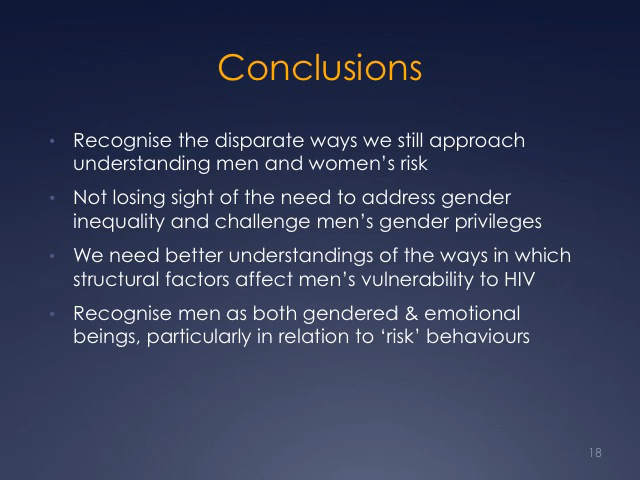 Conclusions
• Recognise the disparate ways we still approach
understanding men and women’s risk
• Not losing sight of the need to address gender
inequality and challenge men’s gender privileges
• We need better understandings of the ways in which
structural factors affect men’s vulnerability to HIV
• Recognise men as both gendered & emotional
beings, particularly in relation to ‘risk’ behaviours
18